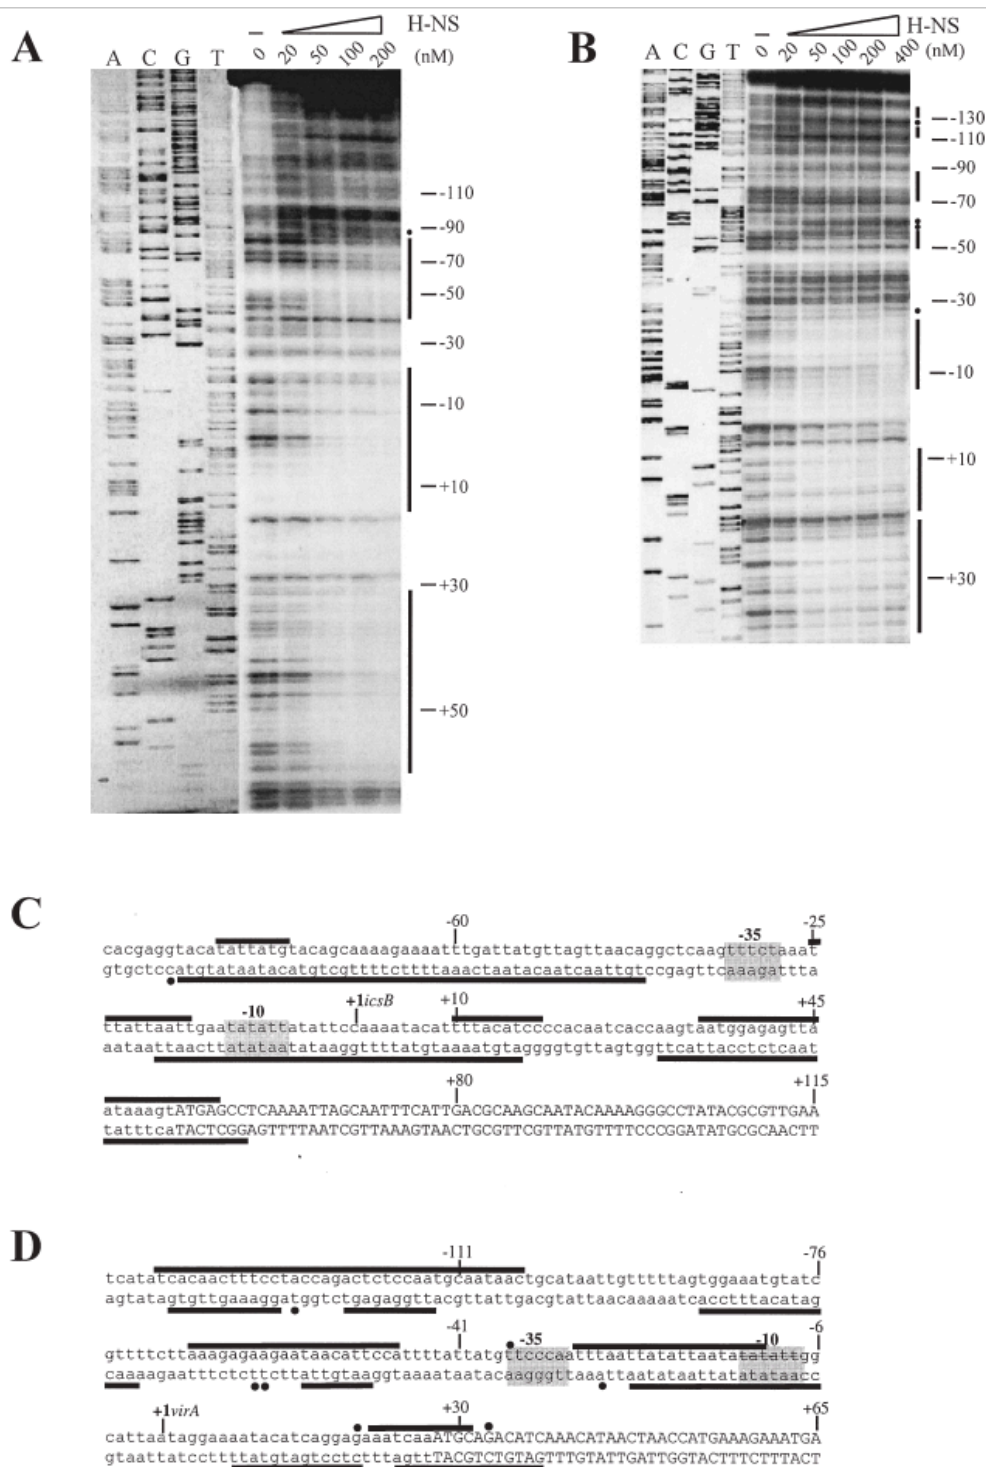 A
A C G T
– H-NS
0 20 50 100 200 (nM)
-110
-90
-70
-50
-30
-10
+10
+30
+50
B
A C G T
– H-NS
0 20 50 100 200 400 (nM)
-130
-110
-90
-70
-50
-30
-10
+10
+30
C
-60 -35 -25
cacgaggtacatattatgtacagcaaaagaaaatttgattatgttagttaacaggctcaagtttctaaat
gtgctccatgtataatacatgtcgttttcttttaaactaatacaatcaattgtccgagttcaaagattta
-10 +1icsB +10 +45
ttattaattgaatatattatattccaaaatacattttacatccccacaatcaccaagtaatggagagtta
aataattaacttatataatataaggttttatgtaaaatgtaggggtgttagtggttcattacctctcaat
+80 +115
ataaagtATGAGCCTCAAAATTAGCAATTTCATTGACGCAAGCAATACAAAAGGGCCTATACGCGTTGAA
tatttcaTACTCGGAGTTTTAATCGTTAAAGTAACTGCGTTCGTTATGTTTTCCCGGATATGCGCAACTT
D
-111 -76
tcatatcacaactttcctaccagactctccaatgcaataactgcataattgtttttagtggaaatgtatc
agtatagtgttgaaaggatggtctgagaggttacgttattgacgtattaacaaaaatcacctttacatag
-41 -35 -10 -6
gttttcttaaagagaagaataacattccattttattatgttcccaatttaattatattaatatatattgg
caaaagaatttctcttcttattgtaaggtaaaataatacaagggttaaattaatataattatatataacc
+1virA +30 +65
cattaataggaaaatacatcaggagaaatcaaATGCAGACATCAAACATAACTAACCATGAAAGAAATGA
gtaattatccttttatgtagtcctctttagttTACGTCTGTAGTTTGTATTGATTGGTACTTTCTTTACT